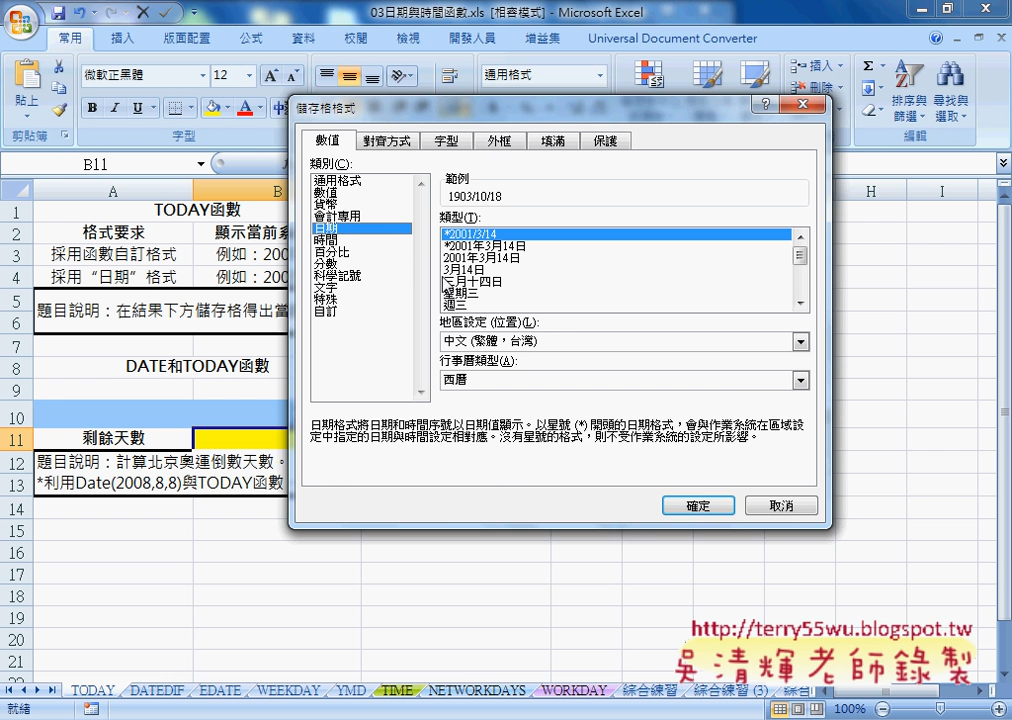 03日期與時間函數.xls [相容模式] - Microsoft Excel
常用 插入 版面配置 公式 資料 校閱 檢視 開發人員 增益集 Universal Document Converter
貼上 微軟正黑體 12 通用格式 插入 刪除 排序與篩選 尋找與選取
剪貼簿 字型 編輯
B11
A B H I
1 TODAY函數
2 格式要求 顯示當前系
3 採用函數自訂格式 例如：200
4 採用“日期”格式 例如：200
5 題目說明：在結果下方儲存格得出當
6
7
8 DATE和TODAY函數
9
10
11 剩餘天數
12 題目說明：計算北京奧運倒數天數。
13 *利用Date(2008,8,8)與TODAY函數
14
15
16
17
18
19
20
21
儲存格格式
數值 對齊方式 字型 外框 填滿 保護
類別(C):
通用格式
數值
貨幣
會計專用
日期
時間
百分比
分數
科學記號
文字
特殊
自訂
範例
1903/10/18
類型(T):
*2001/3/14
*2001年3月14日
2001年3月14日
3月14日
三月十四日
星期三
週三
地區設定 (位置)(L):
中文 (繁體，台灣)
行事曆類型(A):
西曆
日期格式將日期和時間序號以日期值顯示。以星號 (*) 開頭的日期格式，會與作業系統在區域設
定中指定的日期與時間設定相對應。沒有星號的格式，則不受作業系統的設定所影響。
確定 取消
http://terry55wu.blogspot.tw
吳清輝老師錄製
TODAY DATEDIF EDATE WEEKDAY YMD TIME NETWORKDAYS WORKDAY 綜合練習 綜合練習 (3) 綜合
就緒 100%